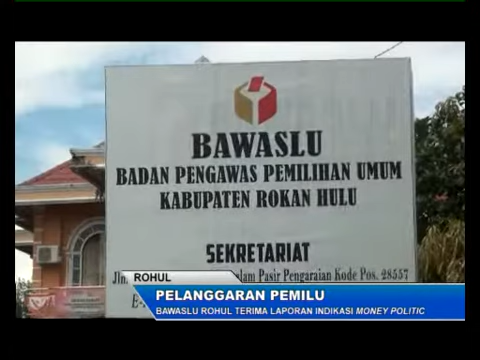 BAWASLU
BADAN PENGAWAS PEMILIHAN UMUM
KABUPATEN ROKAN HULU
SEKRETARIAT
Pasir Pengaraian Kode Pos. 28557
ROHUL
PELANGGARAN PEMILU
BAWASLU ROHUL TERIMA LAPORAN INDIKASI MONEY POLITIC